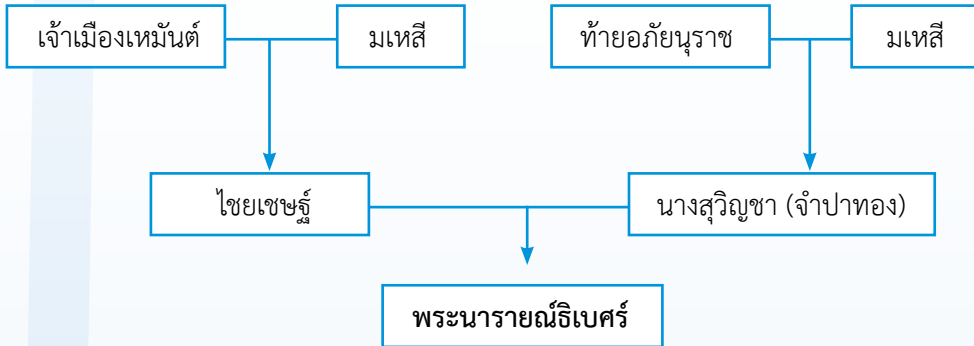 เจ้าเมืองเหมันต์ มเหสี ท้ายอภัยนุราช มเหสี
ไชยเชษฐ์ นางสุวิญชา (จำปาทอง)
พระนารายณ์ธิเบศร์